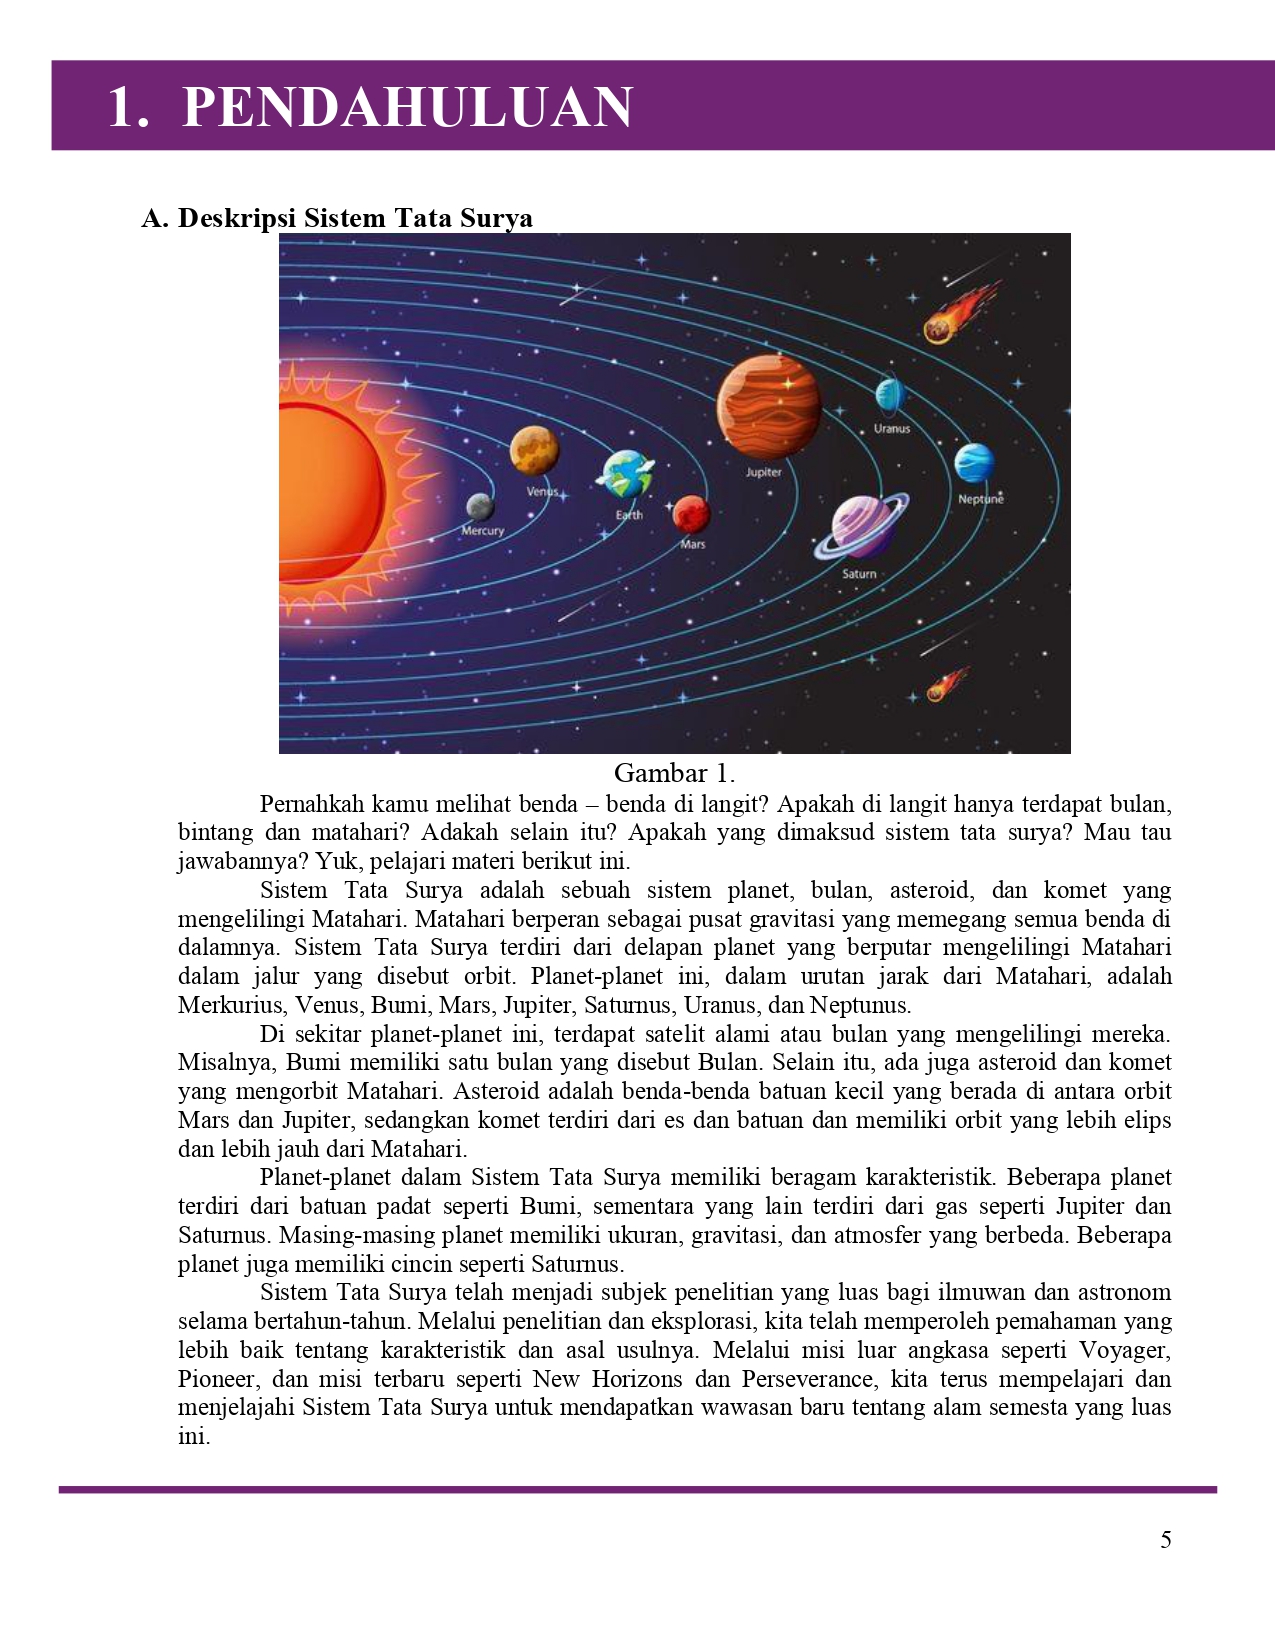 1. PENDAHULUAN
A. Deskripsi Sistem Tata Surya
Uranus
Jupiter
Venus
Neptune
Earth
Mercury
Mars
Saturn
Gambar 1.
Pernahkah kamu melihat benda – benda di langit? Apakah di langit hanya terdapat bulan,
bintang dan matahari? Adakah selain itu? Apakah yang dimaksud sistem tata surya? Mau tau
jawabannya? Yuk, pelajari materi berikut ini.
Sistem Tata Surya adalah sebuah sistem planet, bulan, asteroid, dan komet yang
mengelilingi Matahari. Matahari berperan sebagai pusat gravitasi yang memegang semua benda di
dalamnya. Sistem Tata Surya terdiri dari delapan planet yang berputar mengelilingi Matahari
dalam jalur yang disebut orbit. Planet-planet ini, dalam urutan jarak dari Matahari, adalah
Merkurius, Venus, Bumi, Mars, Jupiter, Saturnus, Uranus, dan Neptunus.
Di sekitar planet-planet ini, terdapat satelit alami atau bulan yang mengelilingi mereka.
Misalnya, Bumi memiliki satu bulan yang disebut Bulan. Selain itu, ada juga asteroid dan komet
yang mengorbit Matahari. Asteroid adalah benda-benda batuan kecil yang berada di antara orbit
Mars dan Jupiter, sedangkan komet terdiri dari es dan batuan dan memiliki orbit yang lebih elips
dan lebih jauh dari Matahari.
Planet-planet dalam Sistem Tata Surya memiliki beragam karakteristik. Beberapa planet
terdiri dari batuan padat seperti Bumi, sementara yang lain terdiri dari gas seperti Jupiter dan
Saturnus. Masing-masing planet memiliki ukuran, gravitasi, dan atmosfer yang berbeda. Beberapa
planet juga memiliki cincin seperti Saturnus.
Sistem Tata Surya telah menjadi subjek penelitian yang luas bagi ilmuwan dan astronom
selama bertahun-tahun. Melalui penelitian dan eksplorasi, kita telah memperoleh pemahaman yang
lebih baik tentang karakteristik dan asal usulnya. Melalui misi luar angkasa seperti Voyager,
Pioneer, dan misi terbaru seperti New Horizons dan Perseverance, kita terus mempelajari dan
menjelajahi Sistem Tata Surya untuk mendapatkan wawasan baru tentang alam semesta yang luas
ini.
5